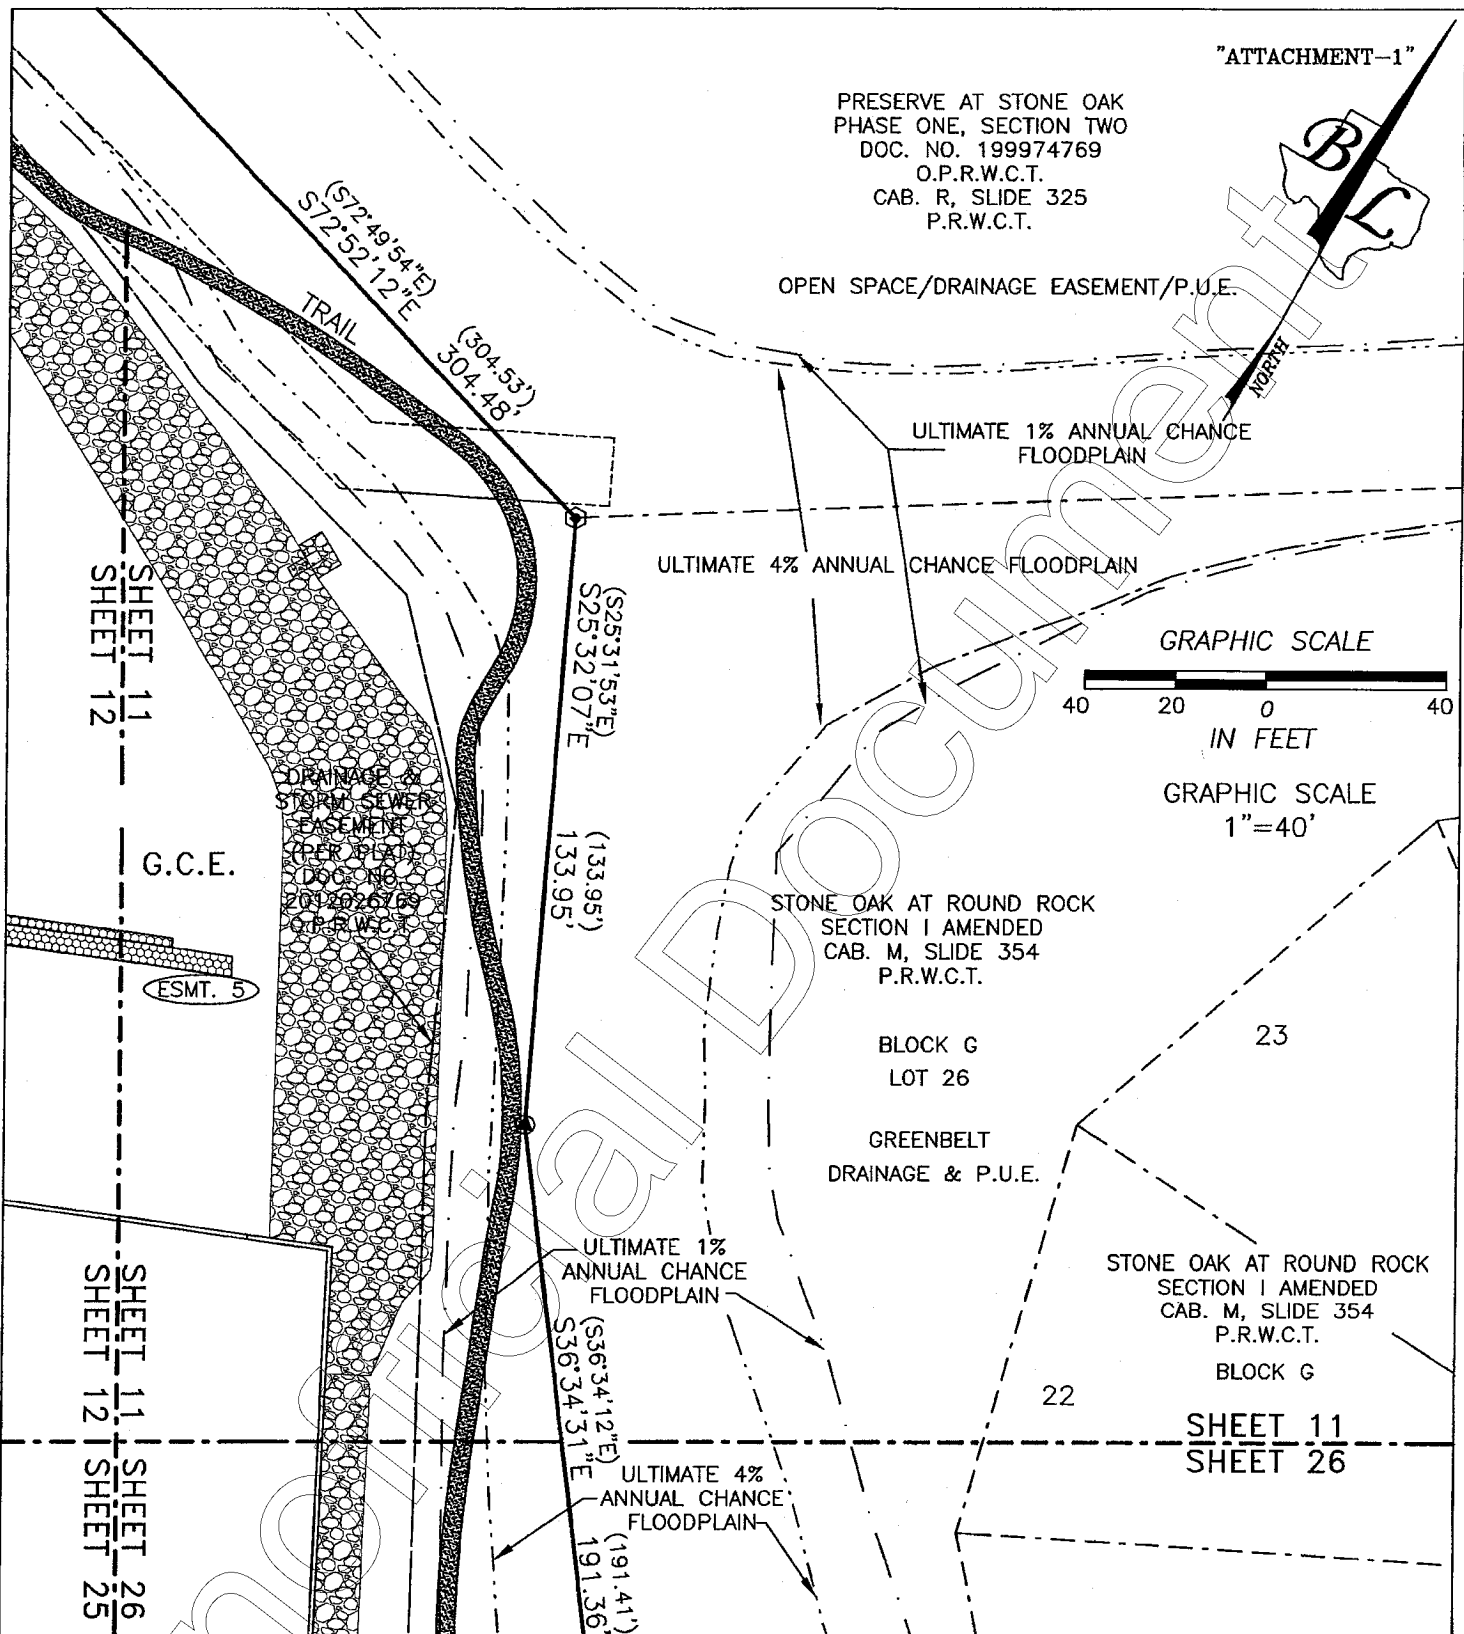 "ATTACHMENT-1"
PRESERVE AT STONE OAK
PHASE ONE, SECTION TWO
DOC. NO. 199974769
O.P.R.W.C.T.
CAB. R, SLIDE 325
P.R.W.C.T.
B
L
NORTH
OPEN SPACE/DRAINAGE EASEMENT/P.U.E.
(S72°49'54"E)
S72°52'12"E
(304.53')
304.48'
TRAIL
ULTIMATE 1% ANNUAL CHANCE
FLOODPLAIN
ULTIMATE 4% ANNUAL CHANCE FLOODPLAIN
SHEET 11
SHEET 12
(S25°31'53"E)
S25°32'07"E
(133.95')
133.95'
GRAPHIC SCALE
40 20 0 40
IN FEET
GRAPHIC SCALE
1"=40'
G.C.E.
DRAINAGE &
STORM SEWER
EASEMENT
(PER PLAT)
DOC. NO.
2012026769
O.P.R.W.C.T.
ESMT. 5
STONE OAK AT ROUND ROCK
SECTION I AMENDED
CAB. M, SLIDE 354
P.R.W.C.T.
BLOCK G
LOT 26
GREENBELT
DRAINAGE & P.U.E.
23
ULTIMATE 1%
ANNUAL CHANCE
FLOODPLAIN
STONE OAK AT ROUND ROCK
SECTION I AMENDED
CAB. M, SLIDE 354
P.R.W.C.T.
BLOCK G
22
SHEET 11
SHEET 26
(S36°34'12"E)
S36°34'31"E
(191.41')
191.36'
ULTIMATE 4%
ANNUAL CHANCE
FLOODPLAIN
SHEET 11
SHEET 12
SHEET 26
SHEET 25
Document